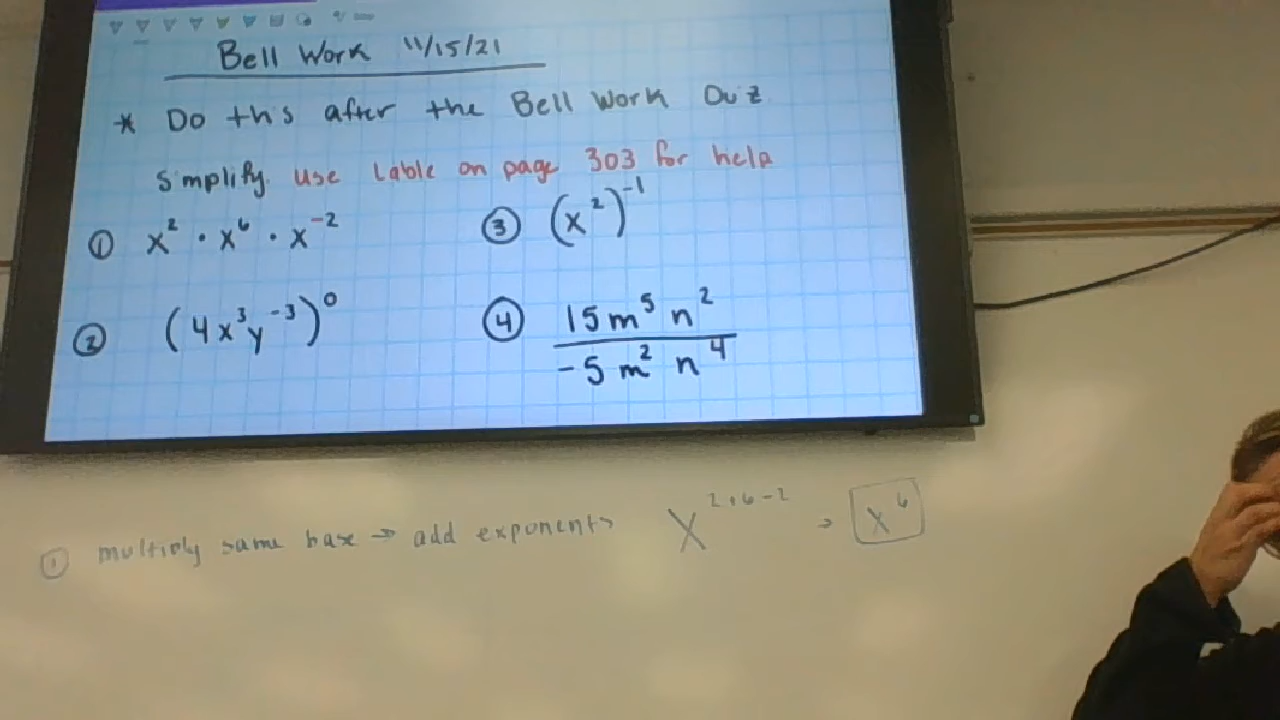 Bell Work 11/15/21
* Do this after the Bell Work Quiz
Simplify. Use Lable on page 303 for help
① x² · x⁶ · x⁻²
③ (x²)⁻¹
② (4x³y⁻³)⁰
④ 15m⁵n² / -5m²n⁴
① multiply same base → add exponents x²⁺⁶⁻² → x⁶